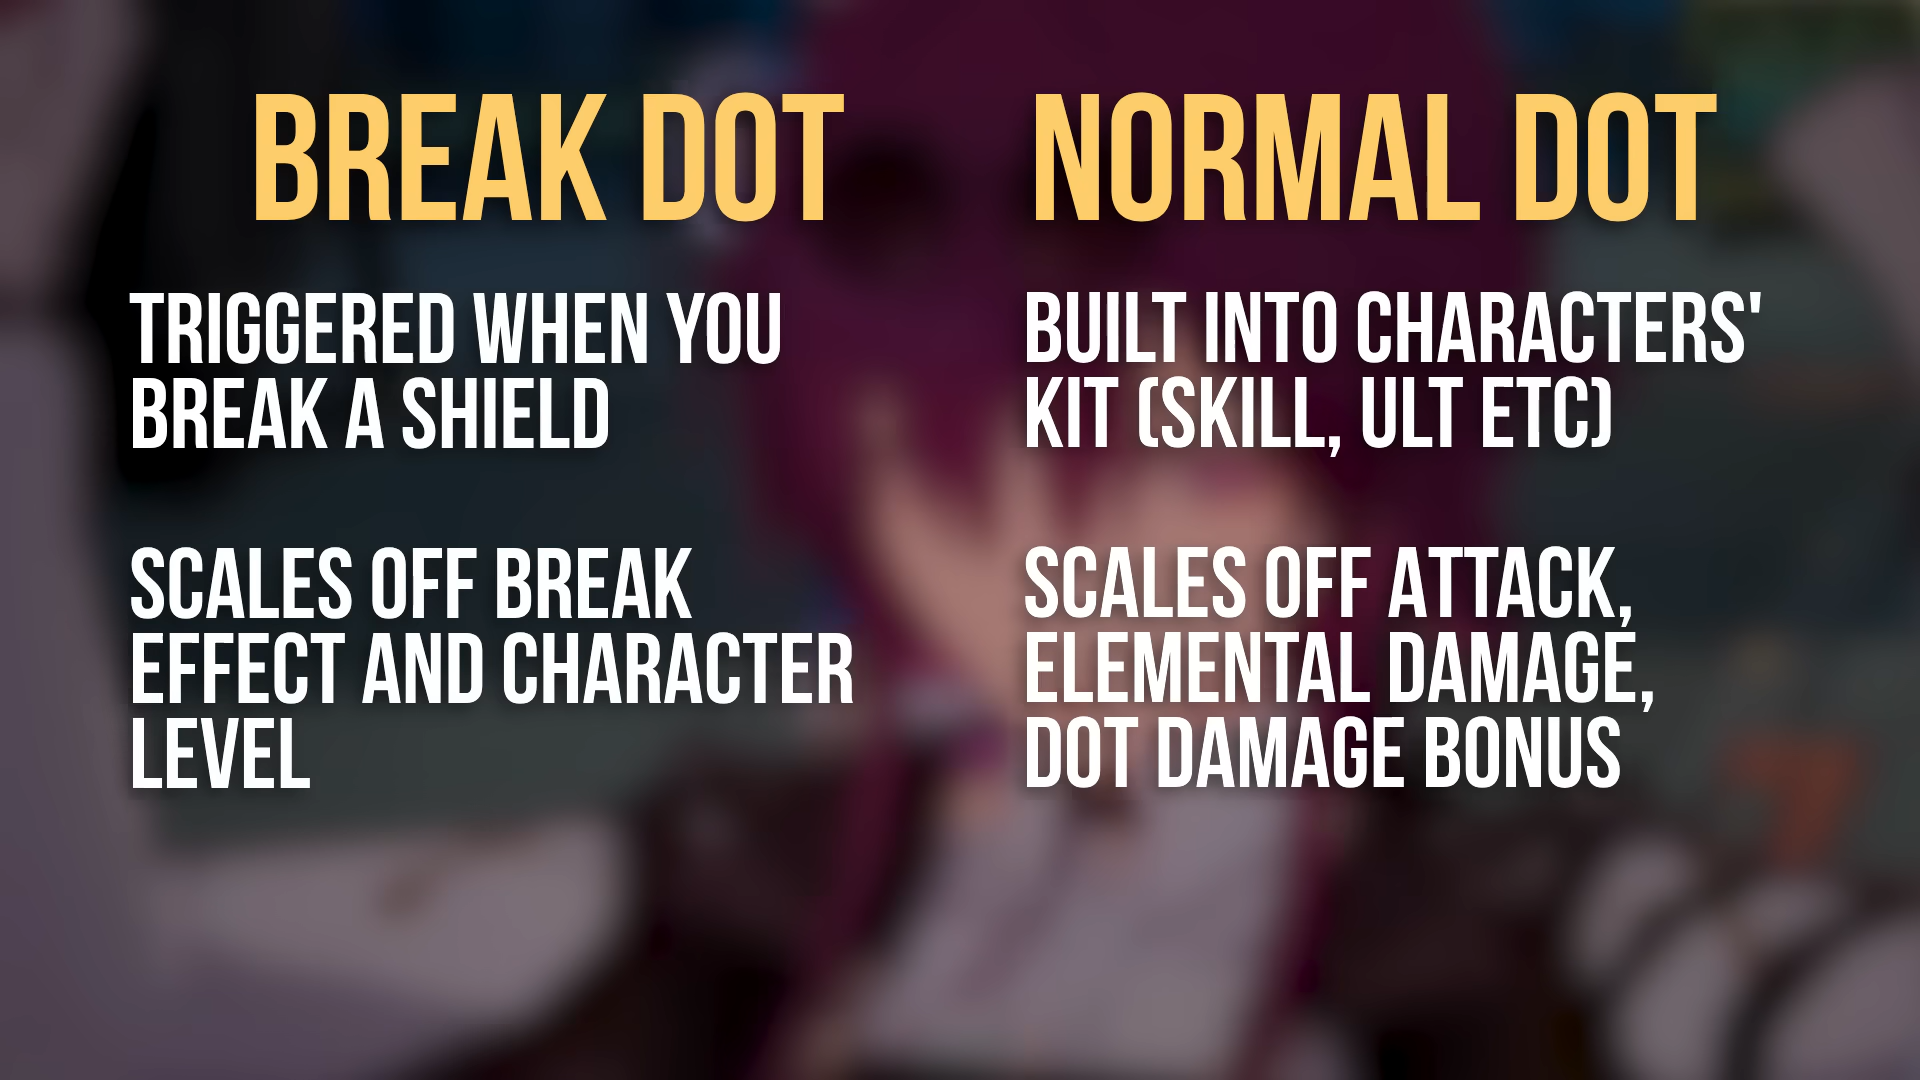 BREAK DOT
TRIGGERED WHEN YOU
BREAK A SHIELD
SCALES OFF BREAK
EFFECT AND CHARACTER
LEVEL
NORMAL DOT
BUILT INTO CHARACTERS'
KIT (SKILL, ULT ETC)
SCALES OFF ATTACK,
ELEMENTAL DAMAGE,
DOT DAMAGE BONUS